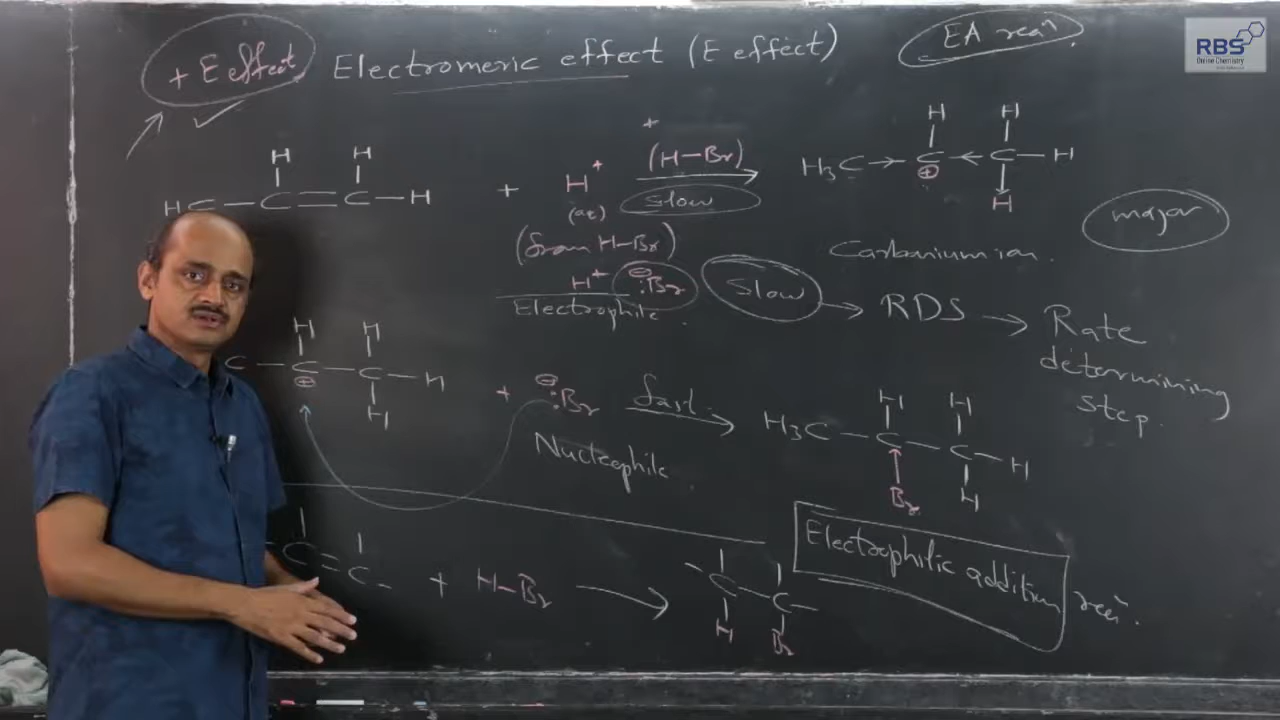 + E effect
Electromeric effect (E effect)
EA reaⁿ.
RBS
Online Chemistry
H H
HC — C = C — H + H⁺ (H-Br) ⟶
+
slow
(aq)
(from H-Br)
H⁺ ⊖:Br
Electrophile.
H H
H₃C → C ← C — H
⊕ H
Carbonium ion.
major
Slow → RDS → Rate
determining
step.
H H
C — C — C — H + ⊖:Br fast ⟶
⊕ H
Nucleophile
H H
H₃C — C — C — H
Br H
C = C - + H-Br ⟶ - C - C -
H Br
Electrophilic addition reaⁿ.